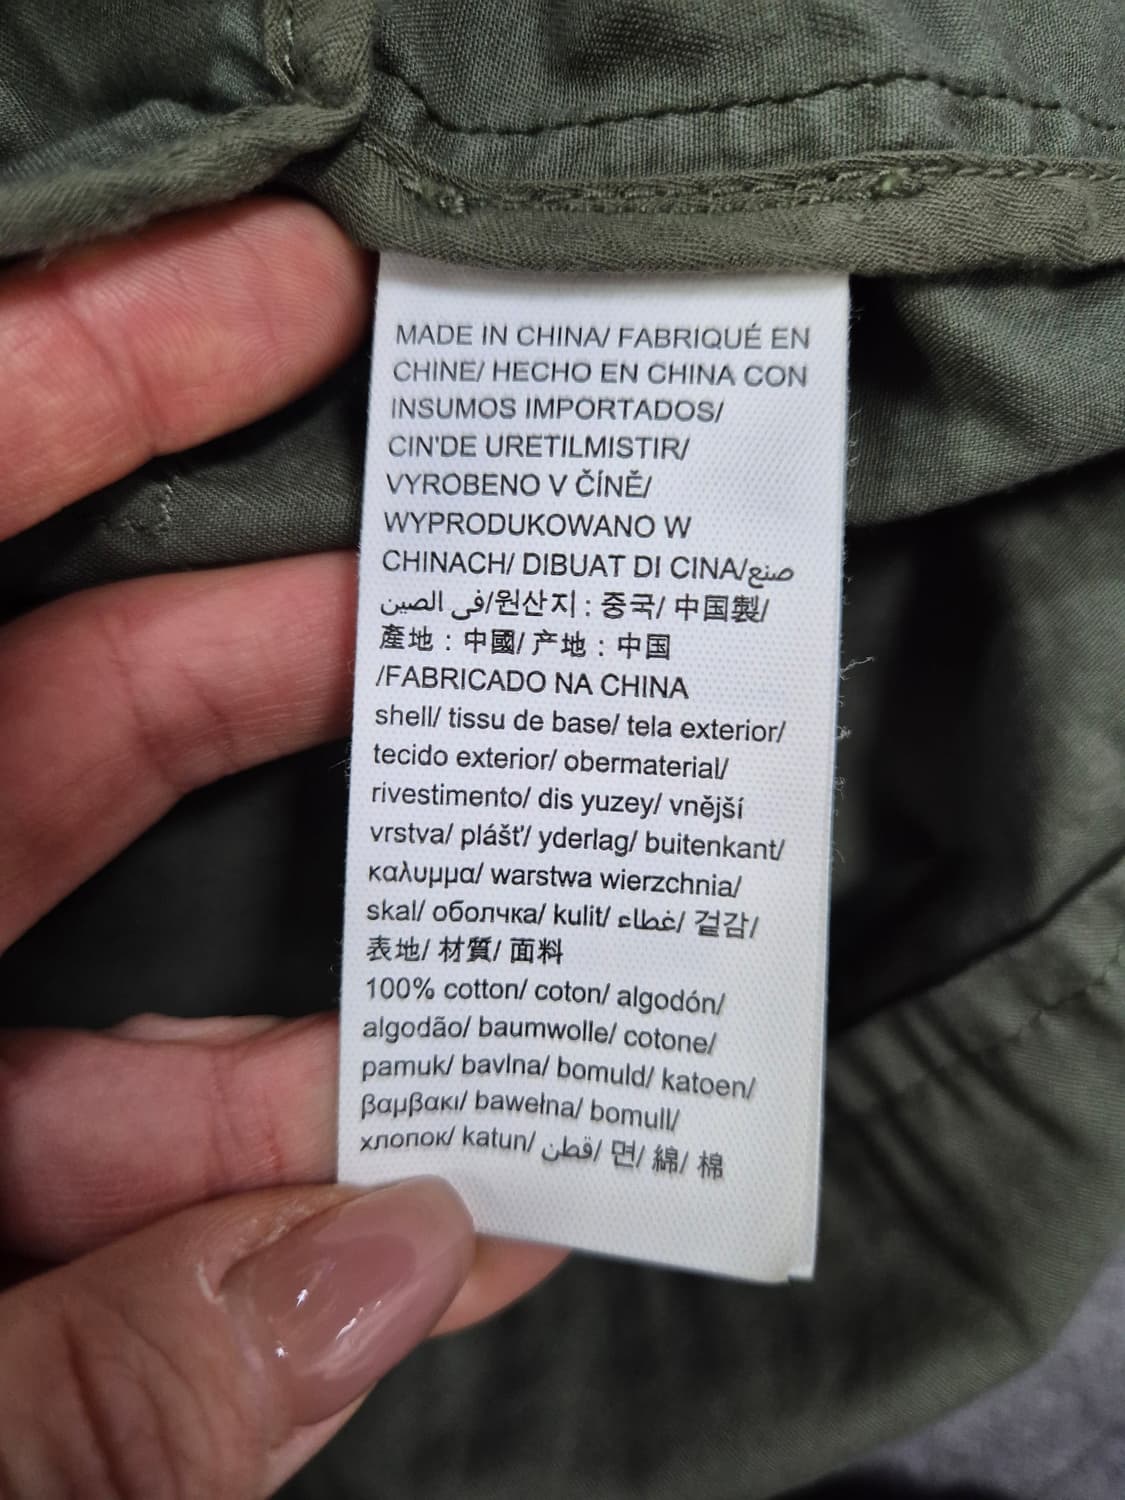 MADE IN CHINA/ FABRIQUÉ EN
CHINE/ HECHO EN CHINA CON
INSUMOS IMPORTADOS/
CIN'DE URETILMISTIR/
VYROBENO V ČÍNĚ/
WYPRODUKOWANO W
CHINACH/ DIBUAT DI CINA/صنع
في الصين/원산지 : 중국/ 中国製/
產地 : 中國/ 产地 : 中国
/FABRICADO NA CHINA
shell/ tissu de base/ tela exterior/
tecido exterior/ obermaterial/
rivestimento/ dis yuzey/ vnější
vrstva/ plášť/ yderlag/ buitenkant/
καλυμμα/ warstwa wierzchnia/
skal/ оболчка/ kulit/ غطاء/ 겉감/
表地/ 材質/ 面料
100% cotton/ coton/ algodón/
algodão/ baumwolle/ cotone/
pamuk/ bavlna/ bomuld/ katoen/
βαμβακι/ bawełna/ bomull/
хлопок/ katun/ قطن/ 면/ 綿/ 棉